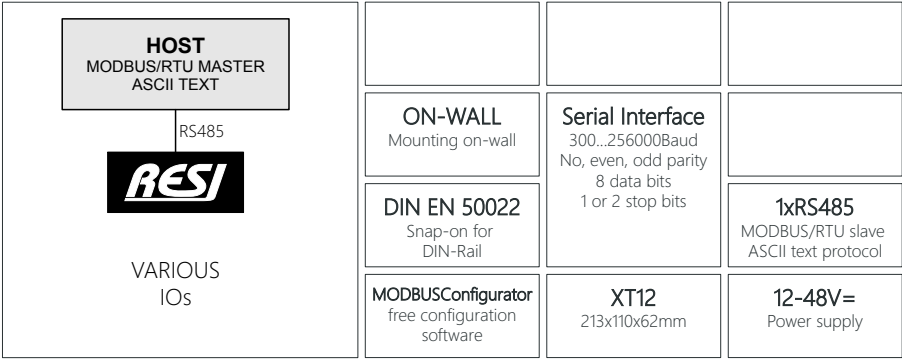 HOST
MODBUS/RTU MASTER
ASCII TEXT
RS485
RESI
VARIOUS
IOs
ON-WALL
Mounting on-wall
Serial Interface
300...256000Baud
No, even, odd parity
8 data bits
1 or 2 stop bits
DIN EN 50022
Snap-on for
DIN-Rail
1xRS485
MODBUS/RTU slave
ASCII text protocol
MODBUSConfigurator
free configuration
software
XT12
213x110x62mm
12-48V=
Power supply